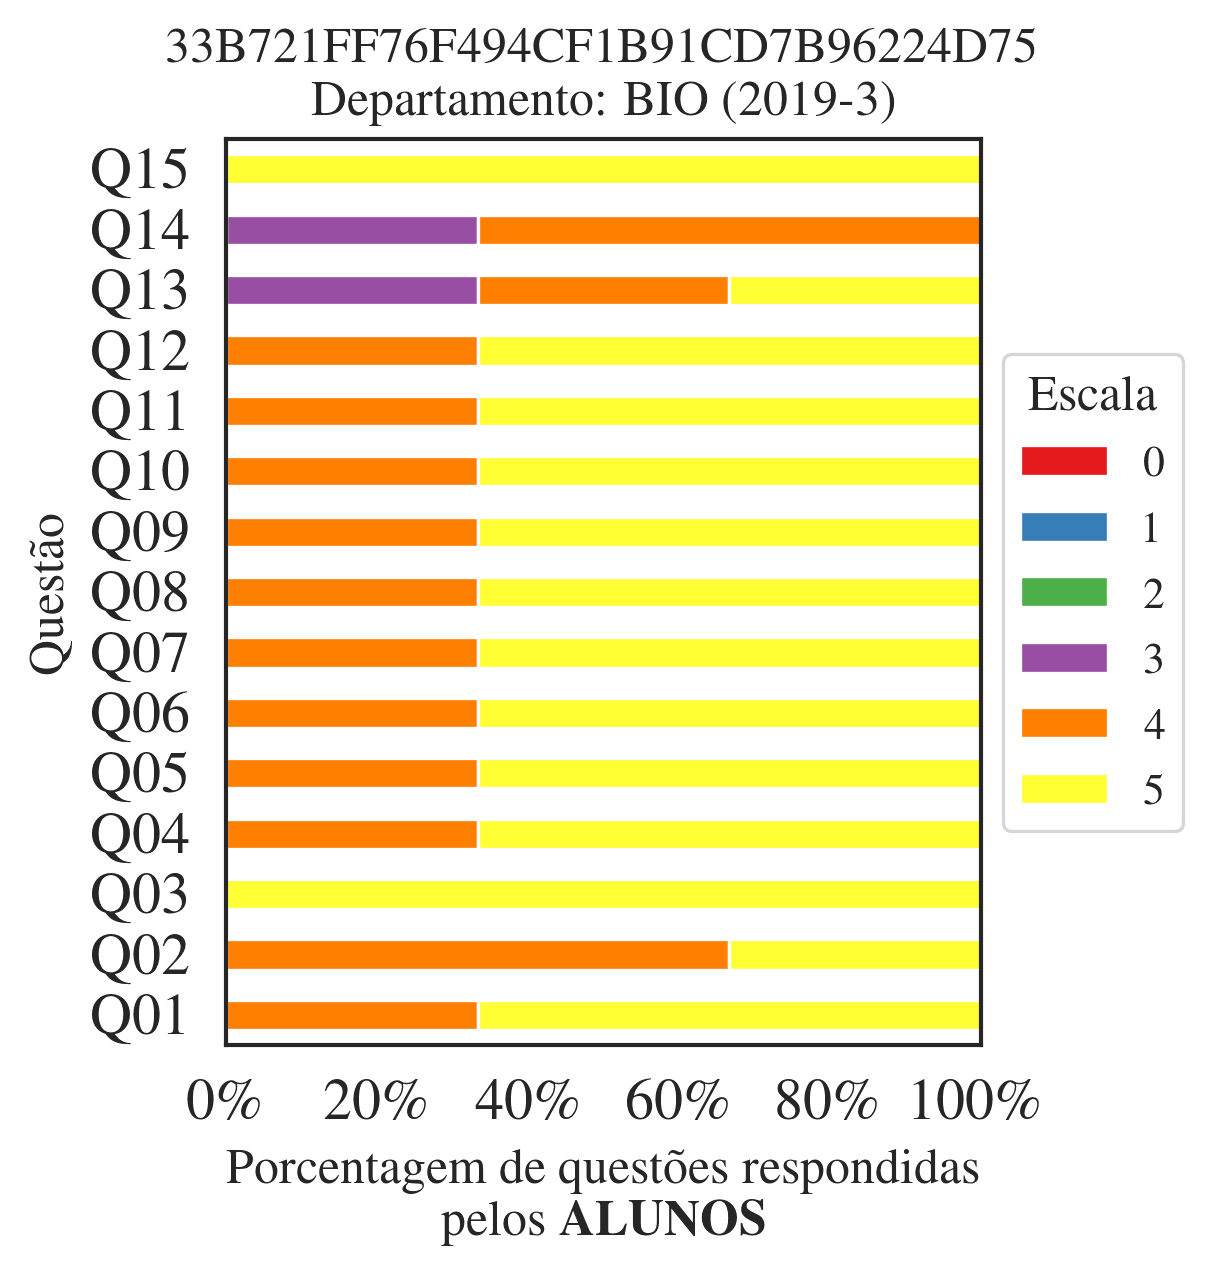 33B721FF76F494CF1B91CD7B96224D75
Departamento: BIO (2019-3)
Q15
Q14
Q13
Q12
Q11
Q10
Q09
Q08
Q07
Q06
Q05
Q04
Q03
Q02
Q01
Questão
0% 20% 40% 60% 80% 100%
Porcentagem de questões respondidas
pelos ALUNOS
Escala
0
1
2
3
4
5